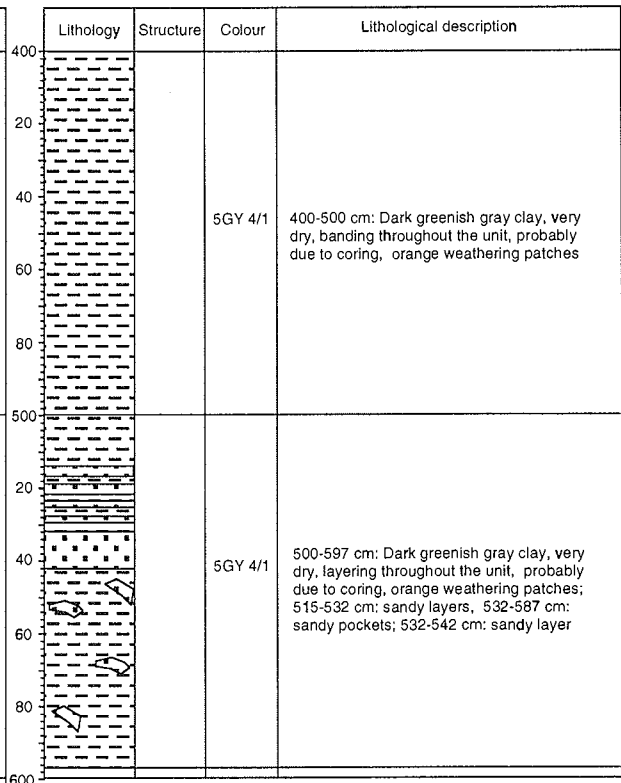 Lithology Structure Colour Lithological description
400
20
40
5GY 4/1
400-500 cm: Dark greenish gray clay, very
dry, banding throughout the unit, probably
due to coring, orange weathering patches
60
80
500
20
40
5GY 4/1
500-597 cm: Dark greenish gray clay, very
dry, layering throughout the unit, probably
due to coring, orange weathering patches;
515-532 cm: sandy layers, 532-587 cm:
sandy pockets; 532-542 cm: sandy layer
60
80
600